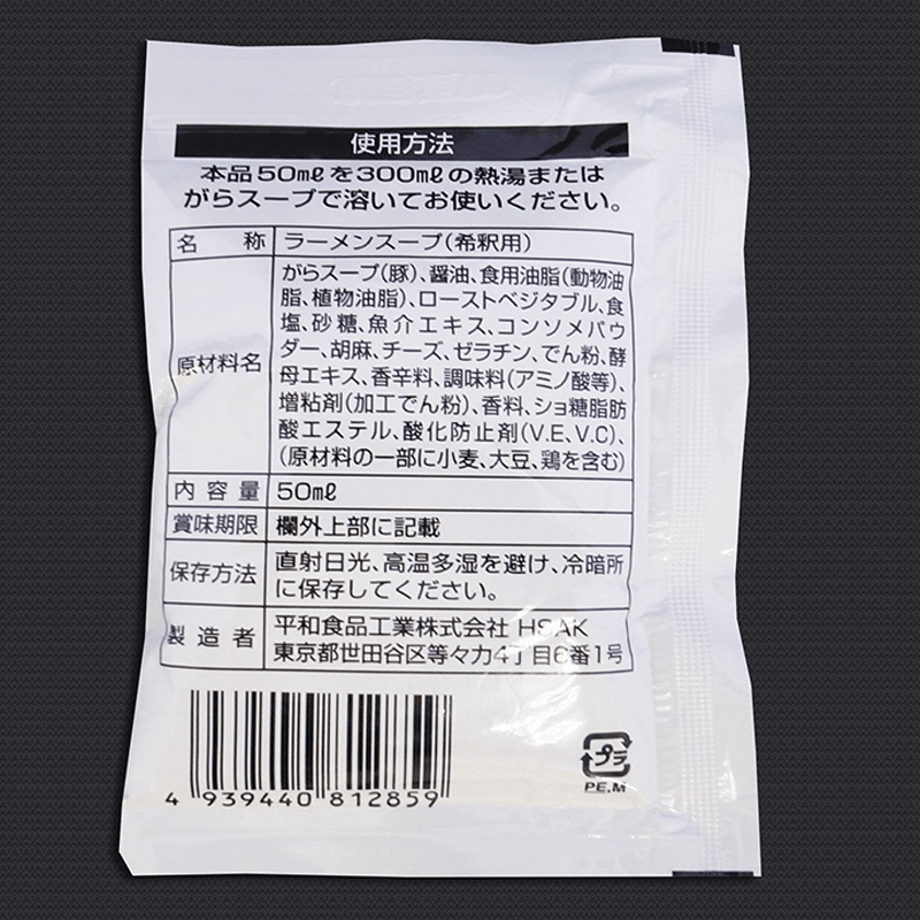 使用方法
本品50mℓを300mℓの熱湯または
がらスープで溶いてお使いください。
名称 ラーメンスープ(希釈用)
原材料名 がらスープ(豚)、醤油、食用油脂(動物油
脂、植物油脂)、ローストベジタブル、食
塩、砂糖、魚介エキス、コンソメパウ
ダー、胡麻、チーズ、ゼラチン、でん粉、酵
母エキス、香辛料、調味料(アミノ酸等)、
増粘剤(加工でん粉)、香料、ショ糖脂肪
酸エステル、酸化防止剤(V.E、V.C)、
(原材料の一部に小麦、大豆、鶏を含む)
内容量 50mℓ
賞味期限 欄外上部に記載
保存方法 直射日光、高温多湿を避け、冷暗所
に保存してください。
製造者 平和食品工業株式会社 HSAK
東京都世田谷区等々力4丁目6番1号
4 939440 812859
プラ
PE,M